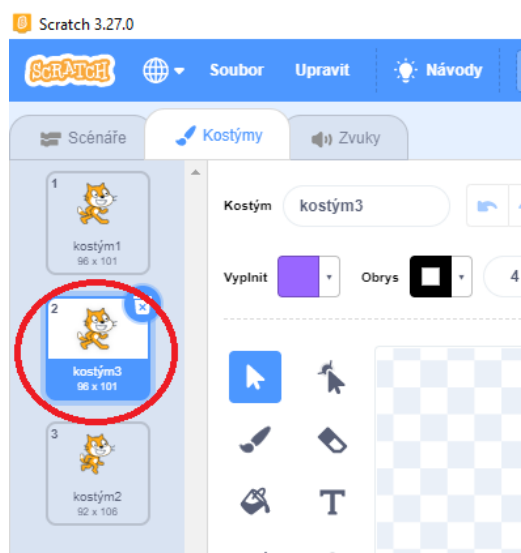 Scratch 3.27.0
SCRATCH Soubor Upravit Návody
Scénáře Kostýmy Zvuky
1
kostým1
96 x 101
2
kostým3
96 x 101
3
kostým2
92 x 106
Kostým kostým3
Vyplnit Obrys 4
T